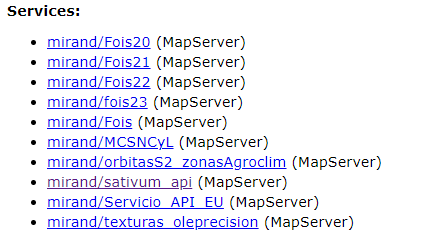 Services:
mirand/Fois20 (MapServer)
mirand/Fois21 (MapServer)
mirand/Fois22 (MapServer)
mirand/fois23 (MapServer)
mirand/Fois (MapServer)
mirand/MCSNCyL (MapServer)
mirand/orbitasS2_zonasAgroclim (MapServer)
mirand/sativum_api (MapServer)
mirand/Servicio_API_EU (MapServer)
mirand/texturas_oleprecision (MapServer)